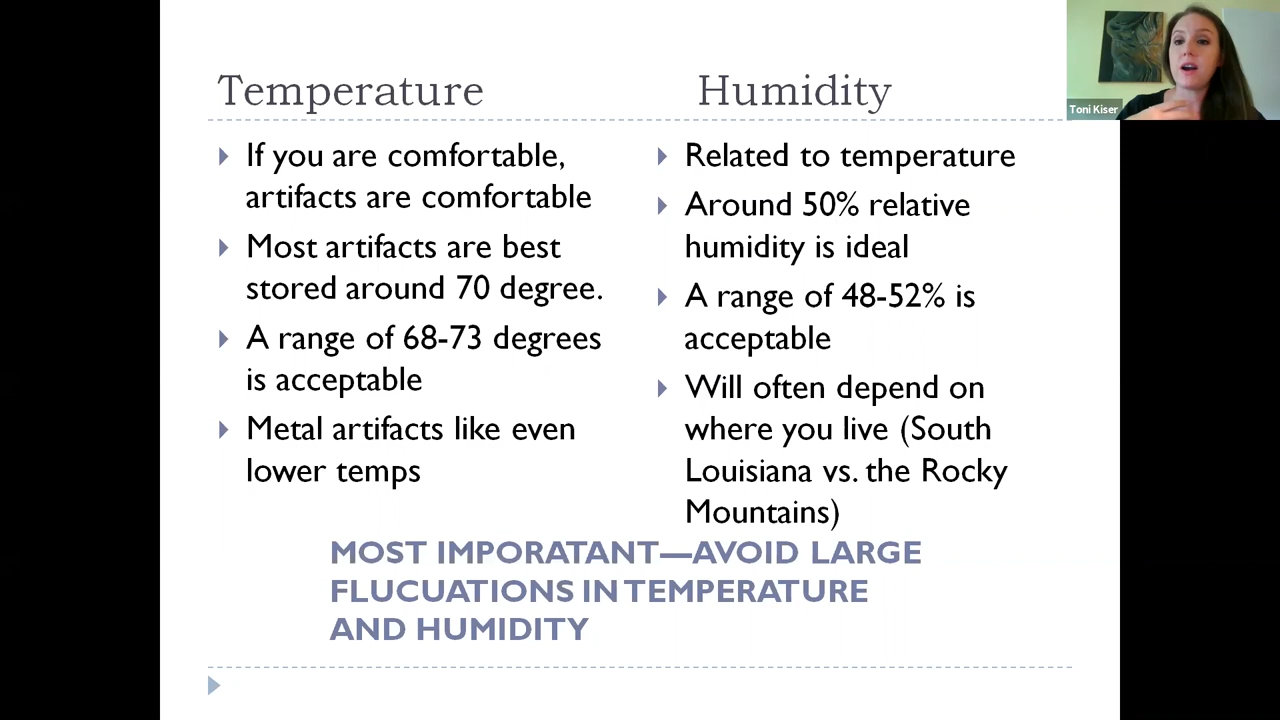 Temperature
If you are comfortable,
artifacts are comfortable
Most artifacts are best
stored around 70 degree.
A range of 68-73 degrees
is acceptable
Metal artifacts like even
lower temps
Humidity
Related to temperature
Around 50% relative
humidity is ideal
A range of 48-52% is
acceptable
Will often depend on
where you live (South
Louisiana vs. the Rocky
Mountains)
MOST IMPORATANT—AVOID LARGE
FLUCUATIONS IN TEMPERATURE
AND HUMIDITY
Toni Kiser